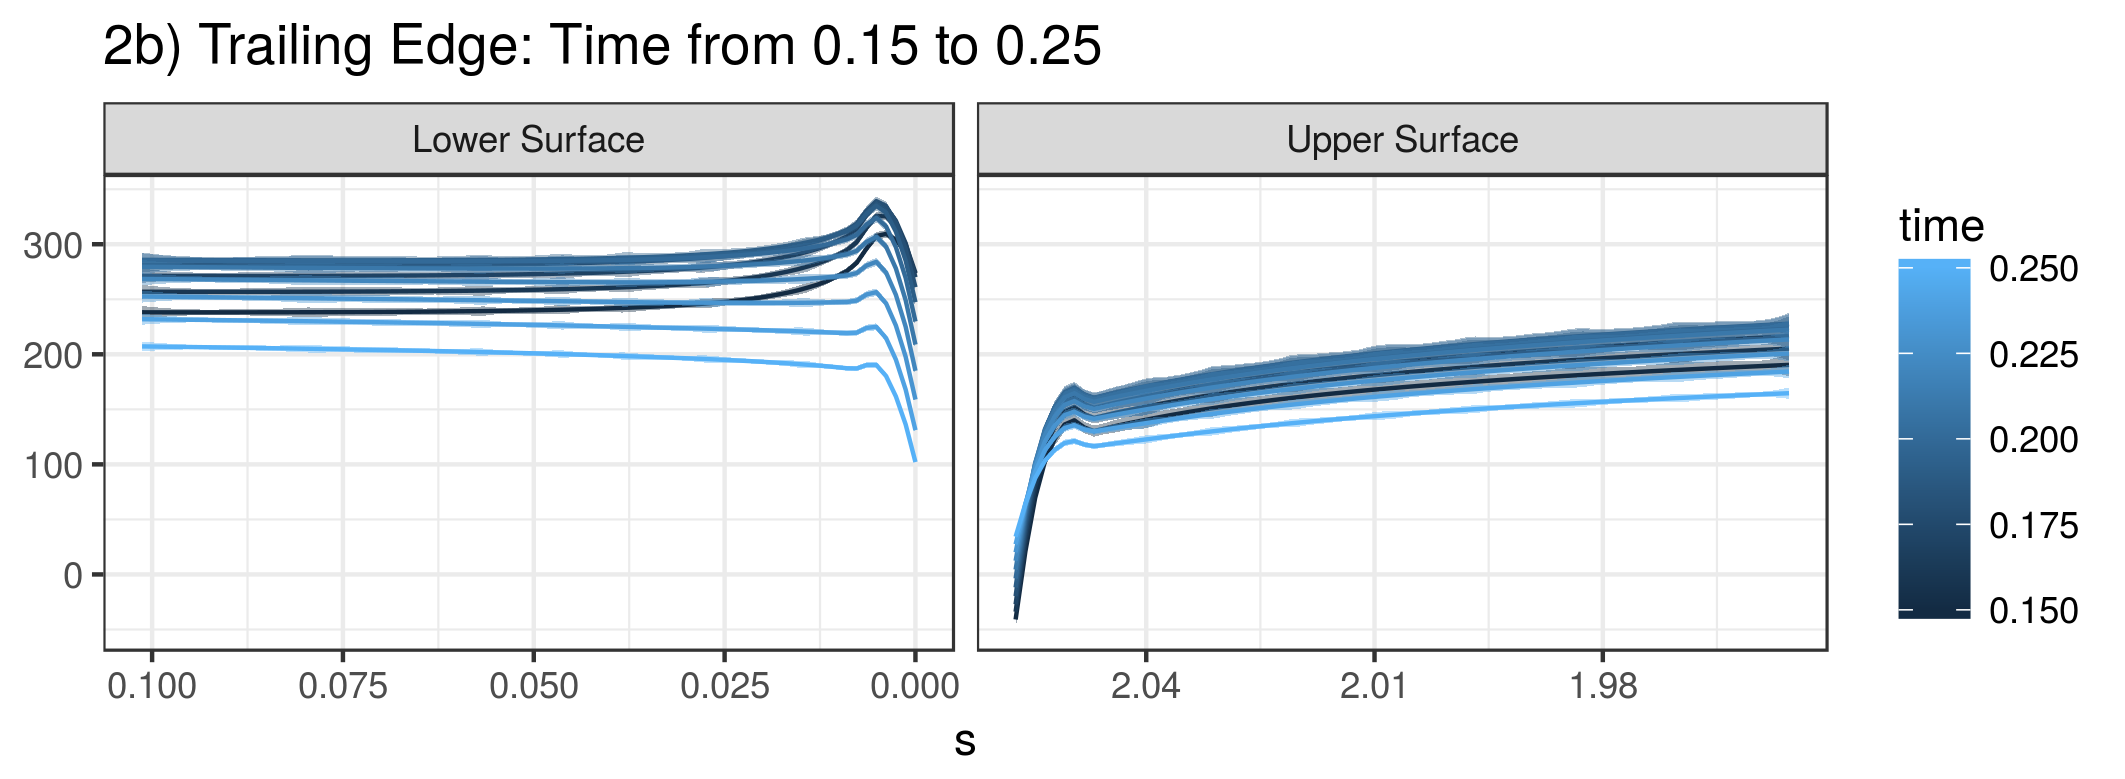 2b) Trailing Edge: Time from 0.15 to 0.25
Lower Surface
Upper Surface
300
200
100
0
0.100 0.075 0.050 0.025 0.000
2.04 2.01 1.98
s
time
0.250
0.225
0.200
0.175
0.150